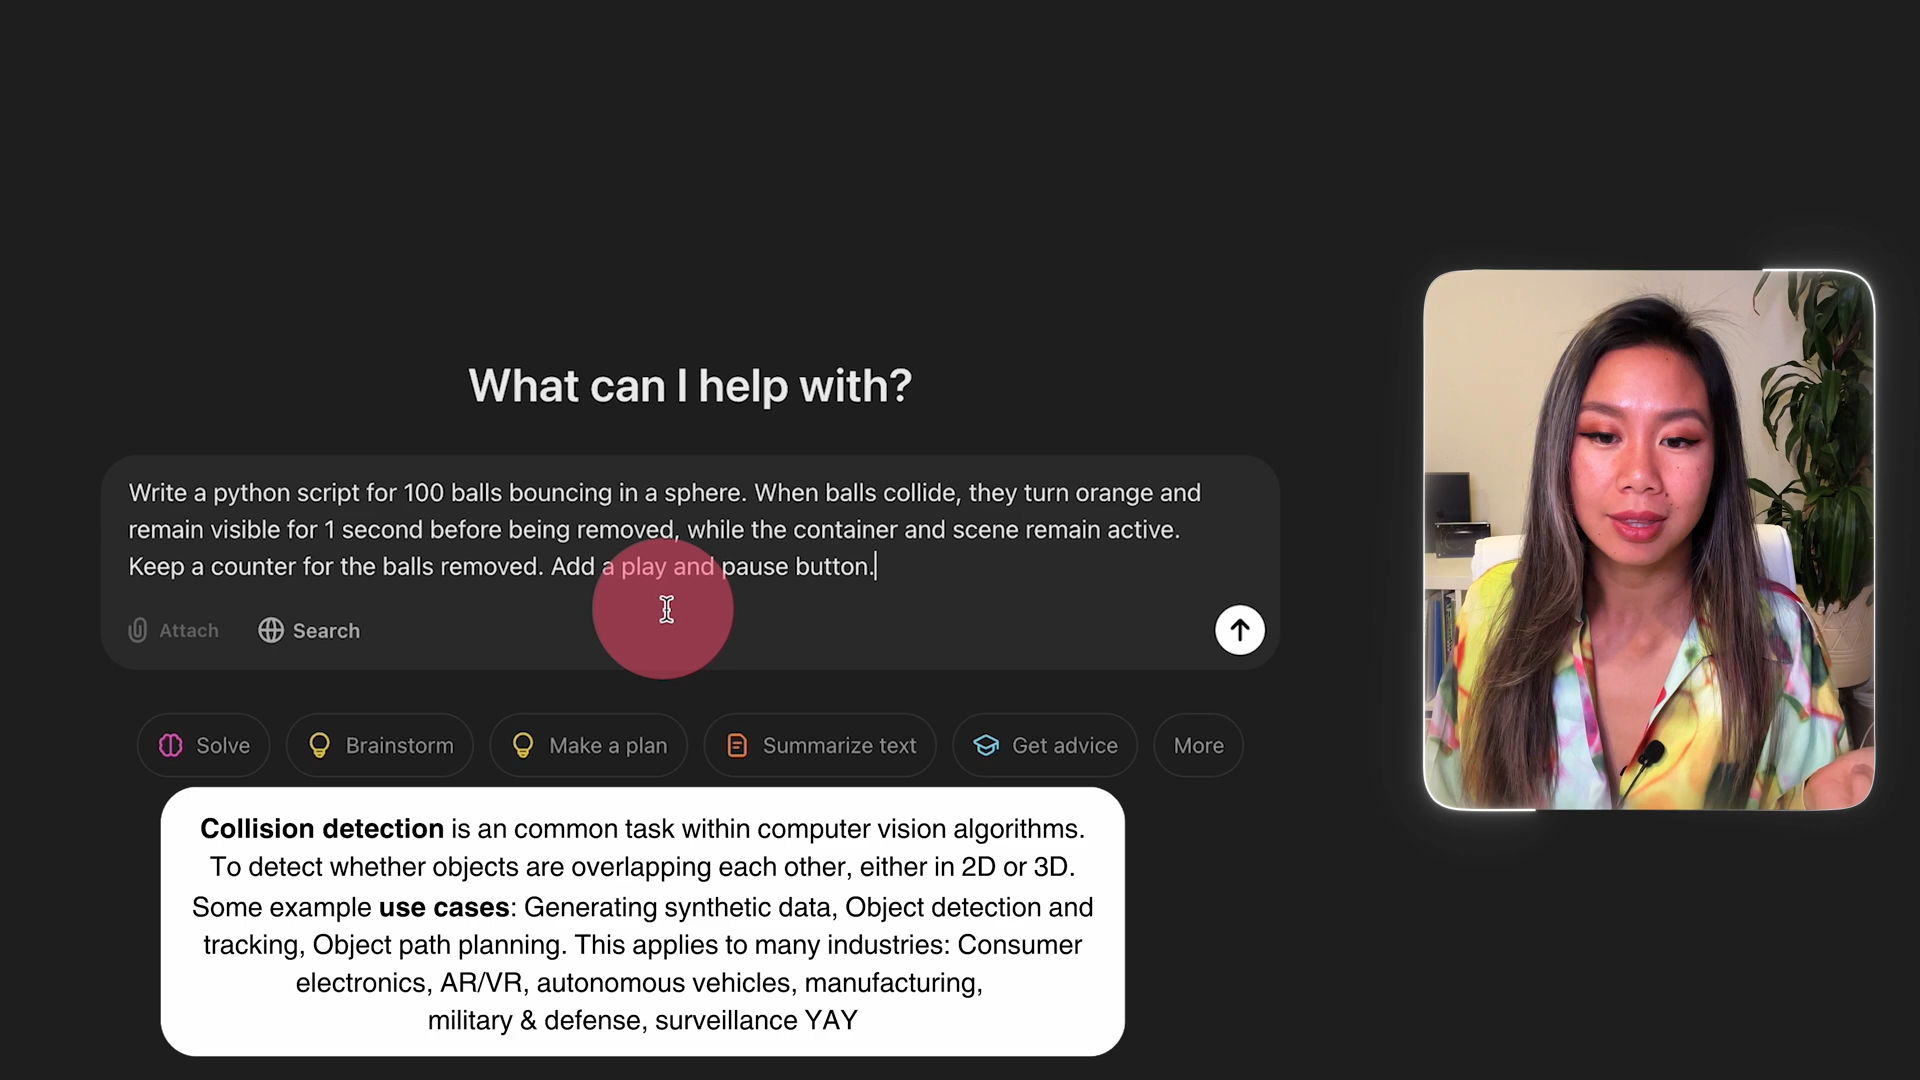 What can I help with?
Write a python script for 100 balls bouncing in a sphere. When balls collide, they turn orange and
remain visible for 1 second before being removed, while the container and scene remain active.
Keep a counter for the balls removed. Add a play and pause button.
Attach Search
Solve Brainstorm Make a plan Summarize text Get advice More
Collision detection is an common task within computer vision algorithms.
To detect whether objects are overlapping each other, either in 2D or 3D.
Some example use cases: Generating synthetic data, Object detection and
tracking, Object path planning. This applies to many industries: Consumer
electronics, AR/VR, autonomous vehicles, manufacturing,
military & defense, surveillance YAY